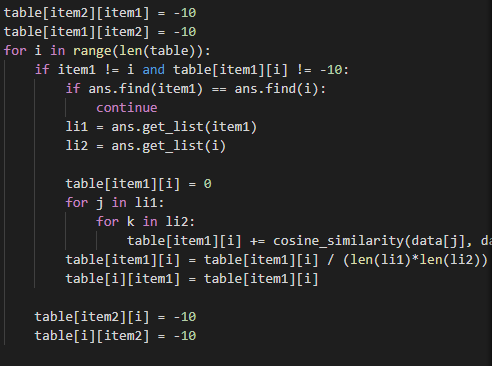 table[item2][item1] = -10
table[item1][item2] = -10
for i in range(len(table)):
    if item1 != i and table[item1][i] != -10:
        if ans.find(item1) == ans.find(i):
            continue
        li1 = ans.get_list(item1)
        li2 = ans.get_list(i)

        table[item1][i] = 0
        for j in li1:
            for k in li2:
                table[item1][i] += cosine_similarity(data[j], da
        table[item1][i] = table[item1][i] / (len(li1)*len(li2))
        table[i][item1] = table[item1][i]

    table[item2][i] = -10
    table[i][item2] = -10